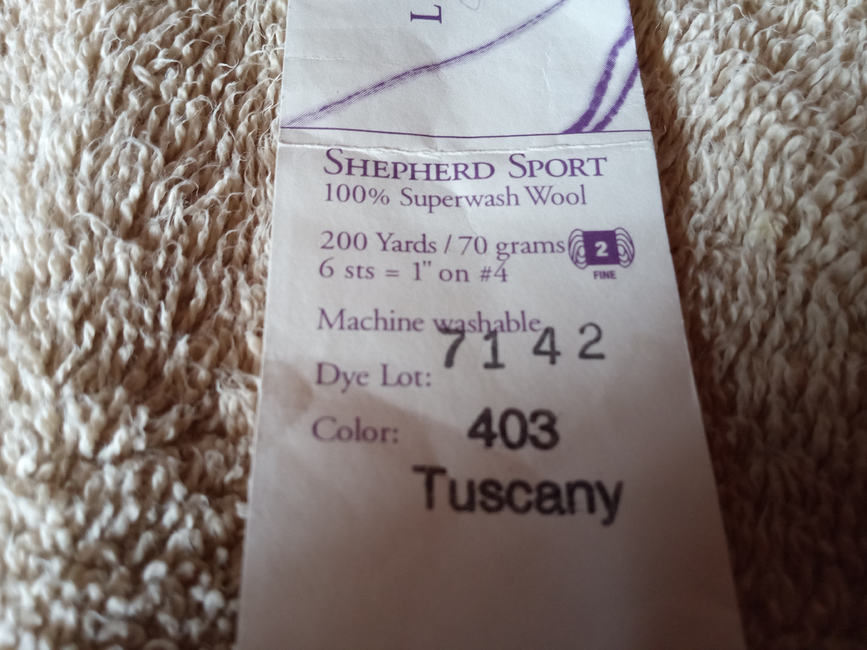 L
SHEPHERD SPORT
100% Superwash Wool
200 Yards / 70 grams 2
FINE
6 sts = 1" on #4
Machine washable
7142
Dye Lot:
Color: 403
Tuscany